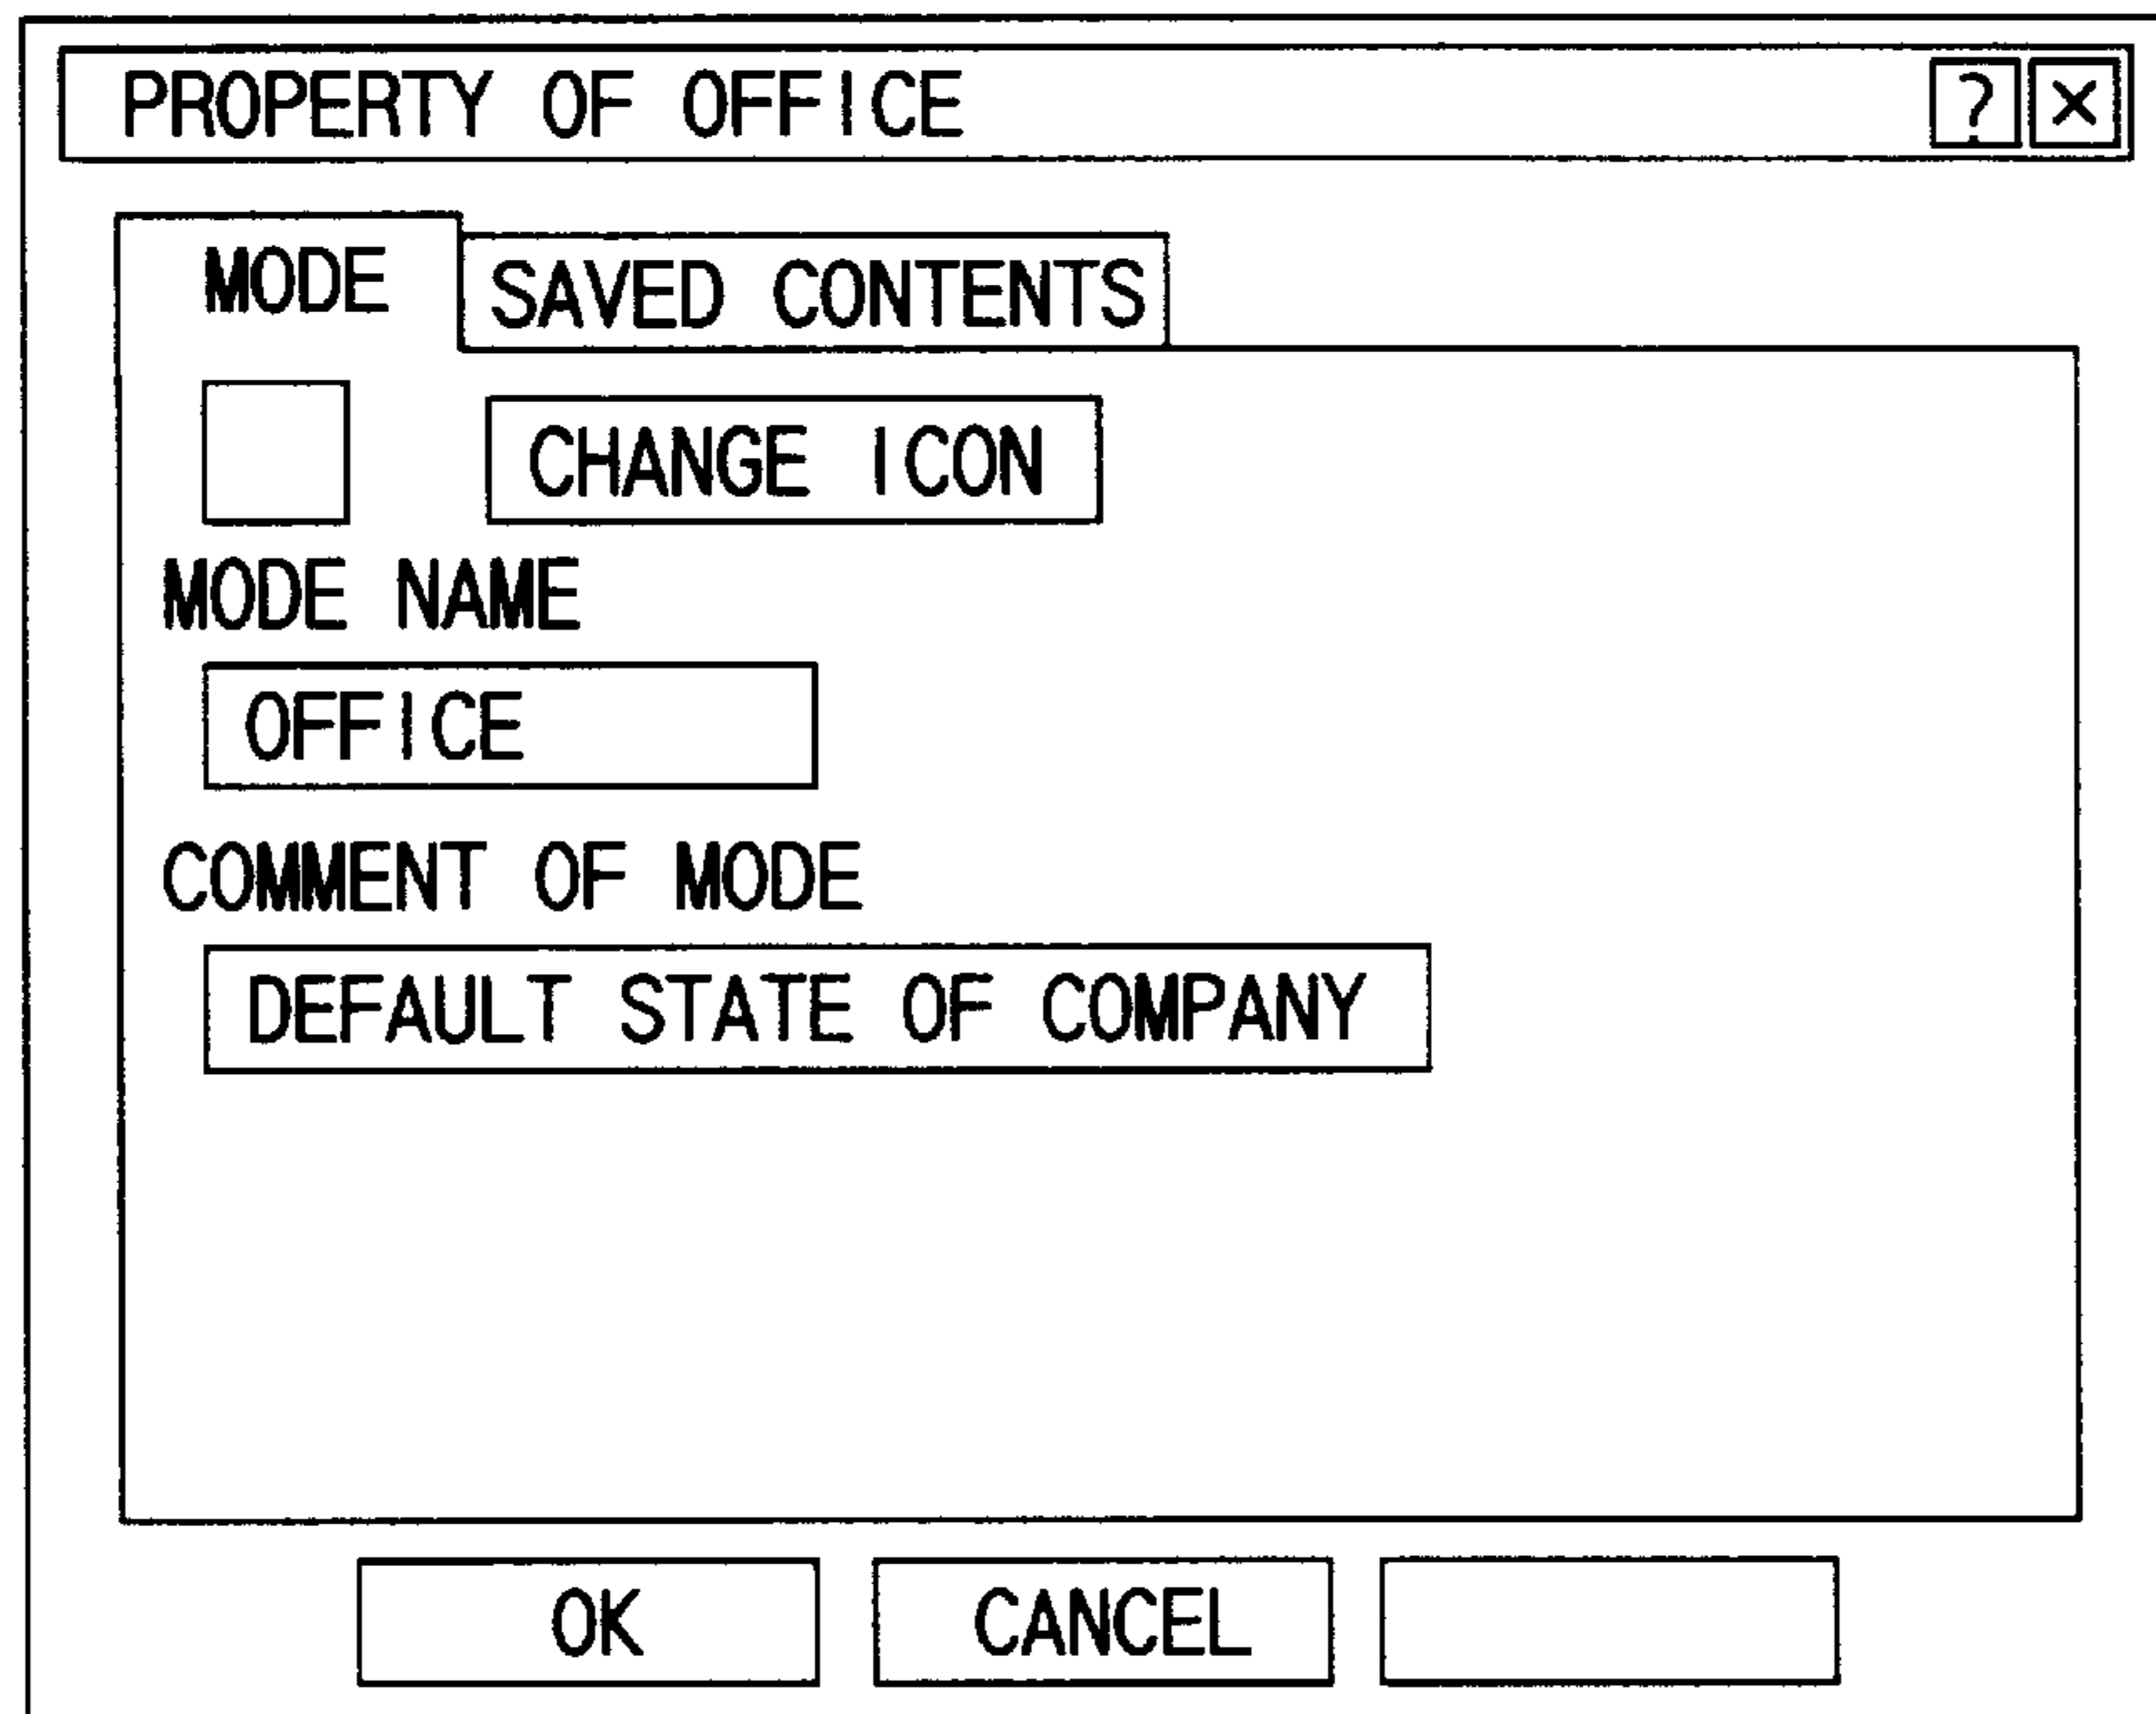 PROPERTY OF OFFICE ? ×
MODE
SAVED CONTENTS
CHANGE ICON
MODE NAME
OFFICE
COMMENT OF MODE
DEFAULT STATE OF COMPANY
OK CANCEL